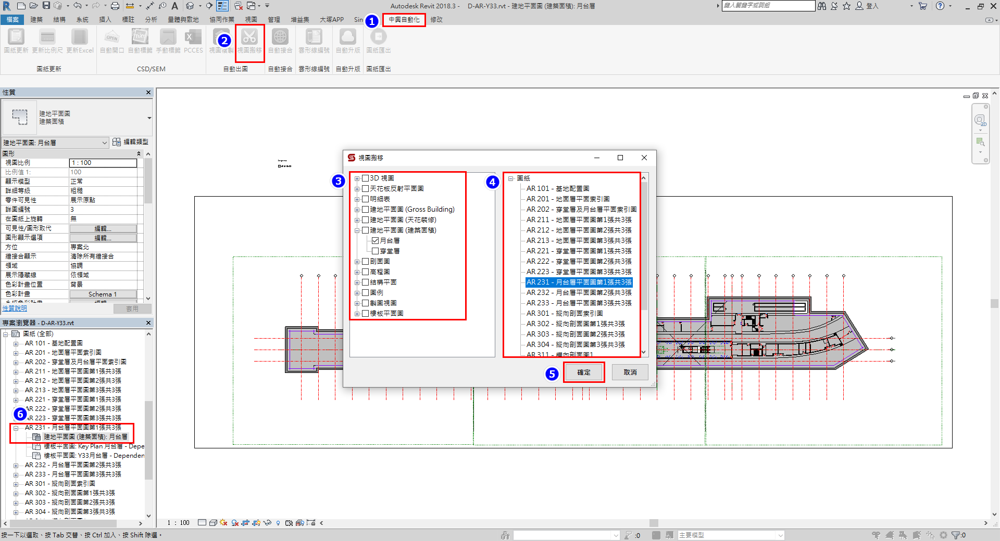 Autodesk Revit 2018.3 -    D-AR-Y33.rvt - 建地平面圖 (建築面積): 月台層
鍵入關鍵字或詞組
登入
檔案 建築 結構 系統 插入 標註 分析 量體與敷地 協同作業 視圖 管理 增益集 大塚APP Sin 1 中興自動化 修改
2
圖紙更新 更新比例尺 更新Excel 自動開口 自動標籤 手動標籤 PCCES 視圖複製 視圖搬移 自動接合 雲形線編號 自動升版 圖紙匯出
圖紙更新 CSD/SEM 自動出圖 自動接合 雲形線編號 自動升版 圖紙匯出
性質
建地平面圖
建築面積
建地平面圖: 月台層 編輯類型
圖形
視圖比例 1 : 100
比例值 1: 100
顯示模型 正常
詳細等級 粗糙
零件可見性 展示原點
詳圖編號 3
在圖紙上旋轉 無
可見性/圖形取代 編輯...
圖形顯示選項 編輯...
方位 專案北
牆接合顯示 清除所有牆接合
領域 協調
展示隱藏線 依領域
色彩計畫位置 背景
色彩計畫 Schema 1
系統色彩計畫 編輯...
性質說明 套用
專案瀏覽器 - D-AR-Y33.rvt
圖紙 (全部)
AR 101 - 基地配置圖
AR 201 - 地面層平面索引圖
AR 202 - 穿堂層及月台層平面索引圖
AR 211 - 地面層平面圖第1張共3張
AR 212 - 地面層平面圖第2張共3張
AR 213 - 地面層平面圖第3張共3張
AR 221 - 穿堂層平面圖第1張共3張
AR 222 - 穿堂層平面圖第2張共3張
6
AR 223 - 穿堂層平面圖第3張共3張
AR 231 - 月台層平面圖第1張共3張
建地平面圖 (建築面積): 月台層
樓板平面圖: Key Plan 月台層 - Depe
樓板平面圖: Y33月台層 - Dependen
AR 232 - 月台層平面圖第2張共3張
AR 233 - 月台層平面圖第3張共3張
AR 301 - 縱向剖面索引圖
AR 302 - 縱向剖面圖第1張共3張
AR 303 - 縱向剖面圖第2張共3張
AR 304 - 縱向剖面圖第3張共3張
視圖搬移
3
3D 視圖
天花板反射平面圖
明細表
建地平面圖 (Gross Building)
建地平面圖 (天花裝修)
建地平面圖 (建築面積)
月台層
穿堂層
剖面圖
高程圖
結構平面
圖例
製圖視圖
樓板平面圖
4
圖紙
AR 101 - 基地配置圖
AR 201 - 地面層平面索引圖
AR 202 - 穿堂層及月台層平面索引圖
AR 211 - 地面層平面圖第1張共3張
AR 212 - 地面層平面圖第2張共3張
AR 213 - 地面層平面圖第3張共3張
AR 221 - 穿堂層平面圖第1張共3張
AR 222 - 穿堂層平面圖第2張共3張
AR 223 - 穿堂層平面圖第3張共3張
AR 231 - 月台層平面圖第1張共3張
AR 232 - 月台層平面圖第2張共3張
AR 233 - 月台層平面圖第3張共3張
AR 301 - 縱向剖面索引圖
AR 302 - 縱向剖面圖第1張共3張
AR 303 - 縱向剖面圖第2張共3張
AR 304 - 縱向剖面圖第3張共3張
AR 311 - 橫向剖面圖1
5 確定 取消
1 : 100
按一下以選取、按 Tab 交替、按 Ctrl 加入、按 Shift 除選。
:0 主要模型 :0